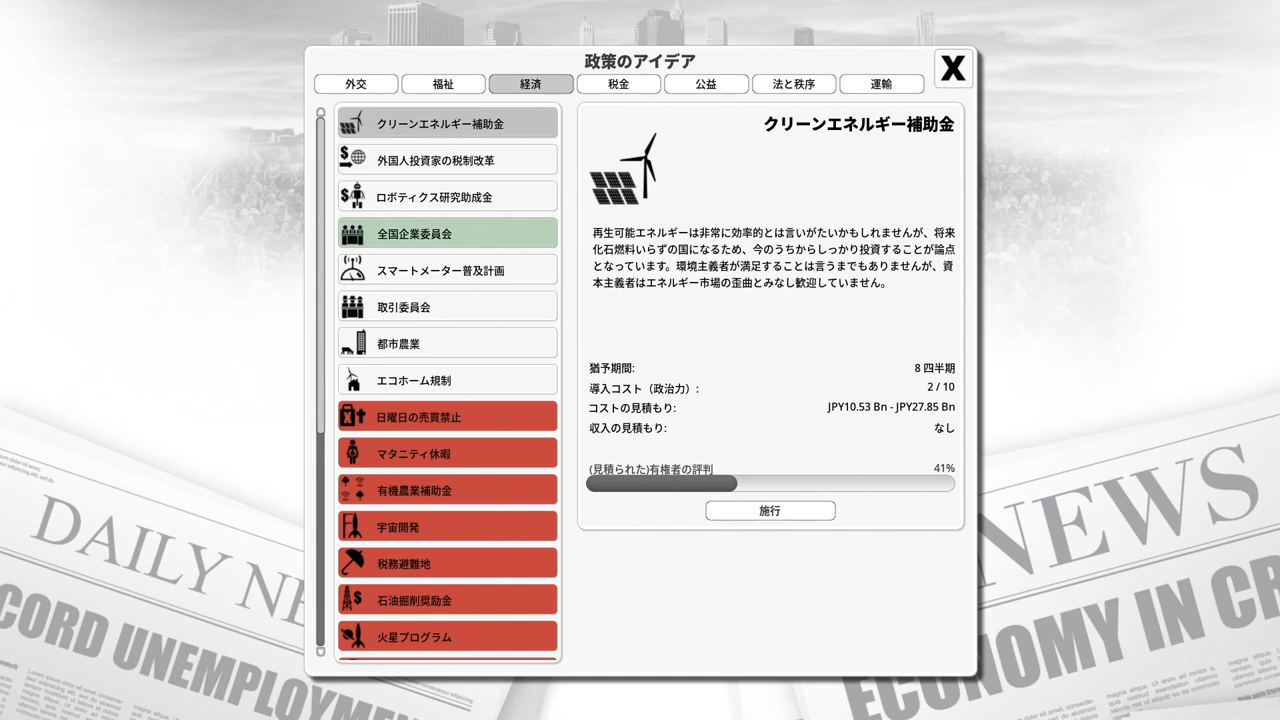 政策のアイデア
X
外交
福祉
経済
税金
公益
法と秩序
運輸
クリーンエネルギー補助金
外国人投資家の税制改革
ロボティクス研究助成金
全国企業委員会
スマートメーター普及計画
取引委員会
都市農業
エコホーム規制
日曜日の売買禁止
マタニティ休暇
有機農業補助金
宇宙開発
税務避難地
石油掘削奨励金
火星プログラム
クリーンエネルギー補助金
再生可能エネルギーは非常に効率的とは言いがたいかもしれませんが、将来
化石燃料いらずの国になるため、今のうちからしっかり投資することが論点
となっています。環境主義者が満足することは言うまでもありませんが、資
本主義者はエネルギー市場の歪曲とみなし歓迎していません。
猶予期間:
8 四半期
導入コスト（政治力）:
2 / 10
コストの見積もり:
JPY10.53 Bn - JPY27.85 Bn
収入の見積もり:
なし
(見積られた)有権者の評判
41%
施行
DAILY NE
CORD UNEMPLOYM
NEWS
ECONOMY IN CR